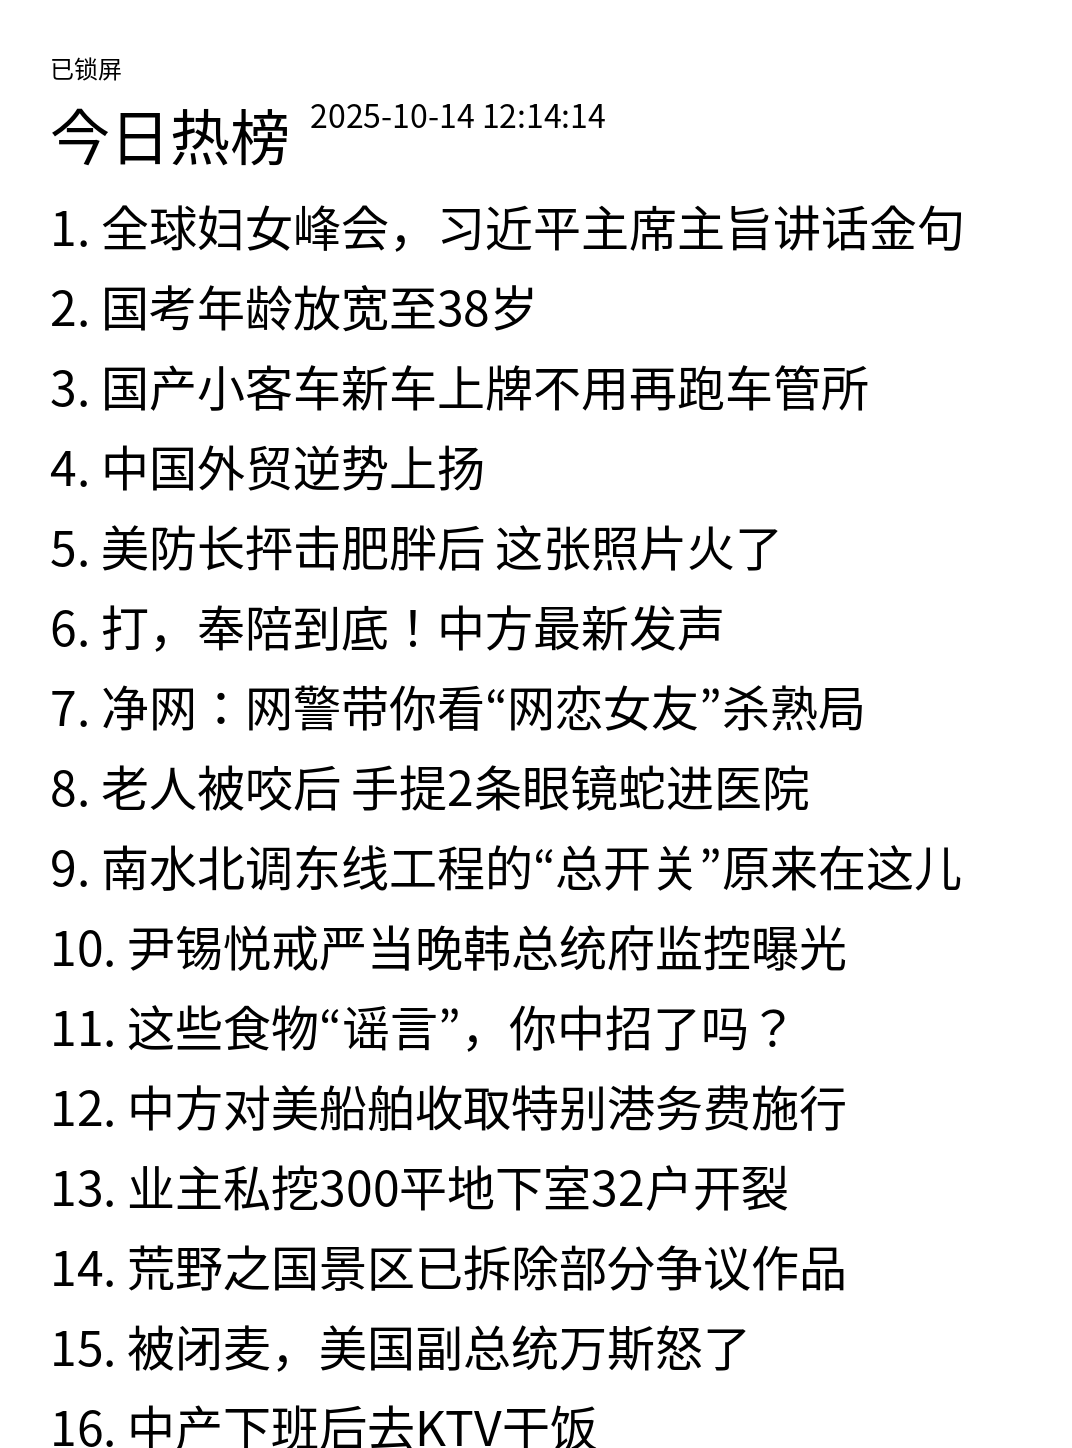 已锁屏
今日热榜 2025-10-14 12:14:14
1. 全球妇女峰会，习近平主席主旨讲话金句
2. 国考年龄放宽至38岁
3. 国产小客车新车上牌不用再跑车管所
4. 中国外贸逆势上扬
5. 美防长抨击肥胖后 这张照片火了
6. 打，奉陪到底！中方最新发声
7. 净网：网警带你看“网恋女友”杀熟局
8. 老人被咬后 手提2条眼镜蛇进医院
9. 南水北调东线工程的“总开关”原来在这儿
10. 尹锡悦戒严当晚韩总统府监控曝光
11. 这些食物“谣言”，你中招了吗？
12. 中方对美船舶收取特别港务费施行
13. 业主私挖300平地下室32户开裂
14. 荒野之国景区已拆除部分争议作品
15. 被闭麦，美国副总统万斯怒了
16. 中产下班后去KTV干饭